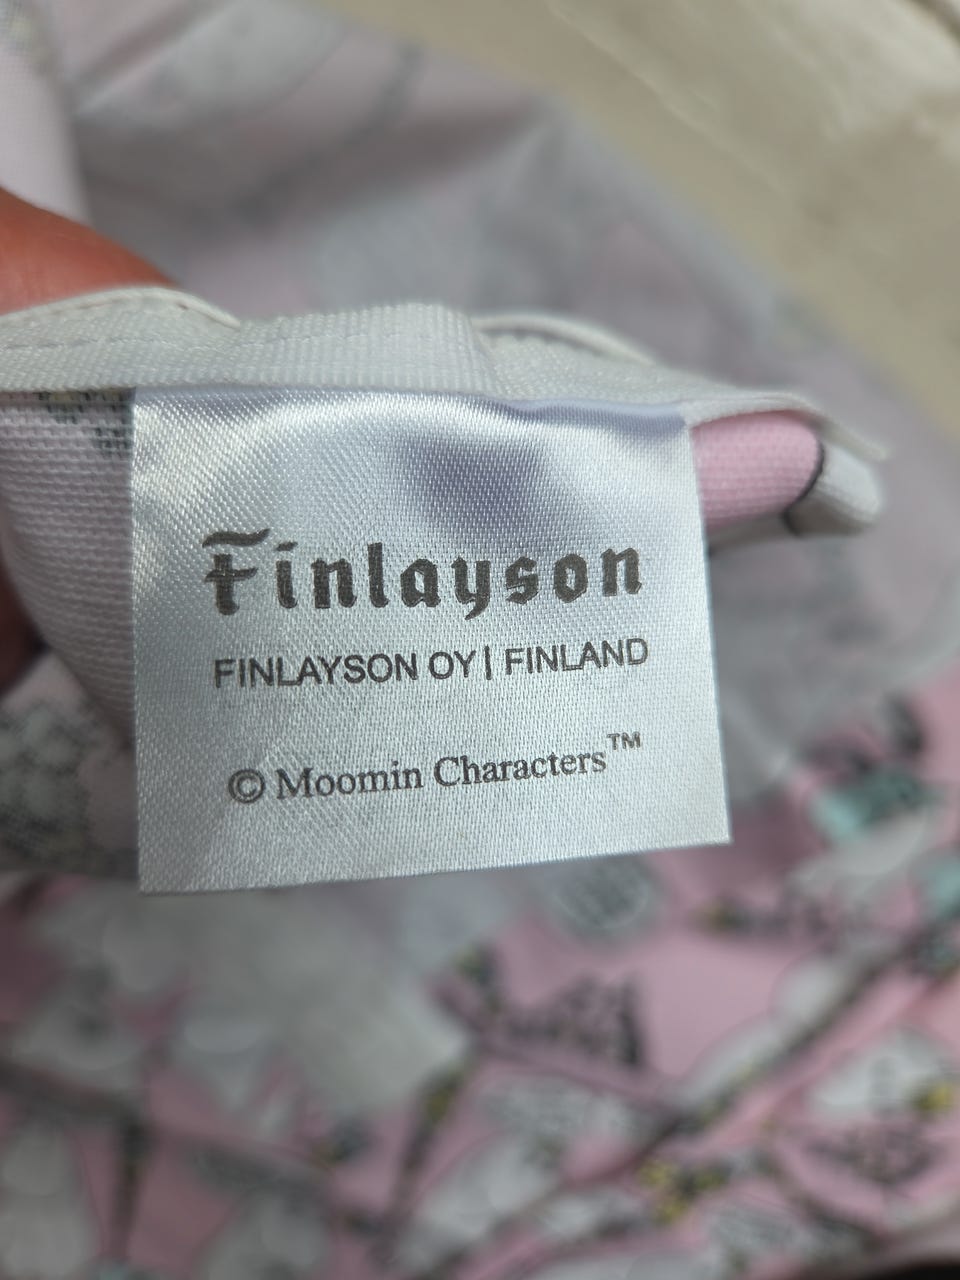 Finlayson
FINLAYSON OY | FINLAND
© Moomin Characters™